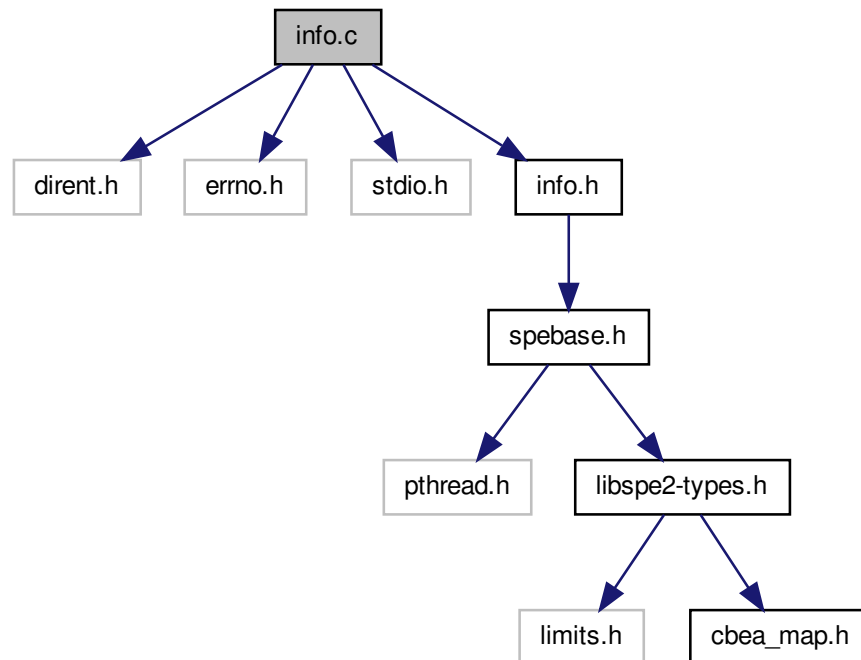 info.c
dirent.h
errno.h
stdio.h
info.h
spebase.h
pthread.h
libspe2-types.h
limits.h
cbea_map.h